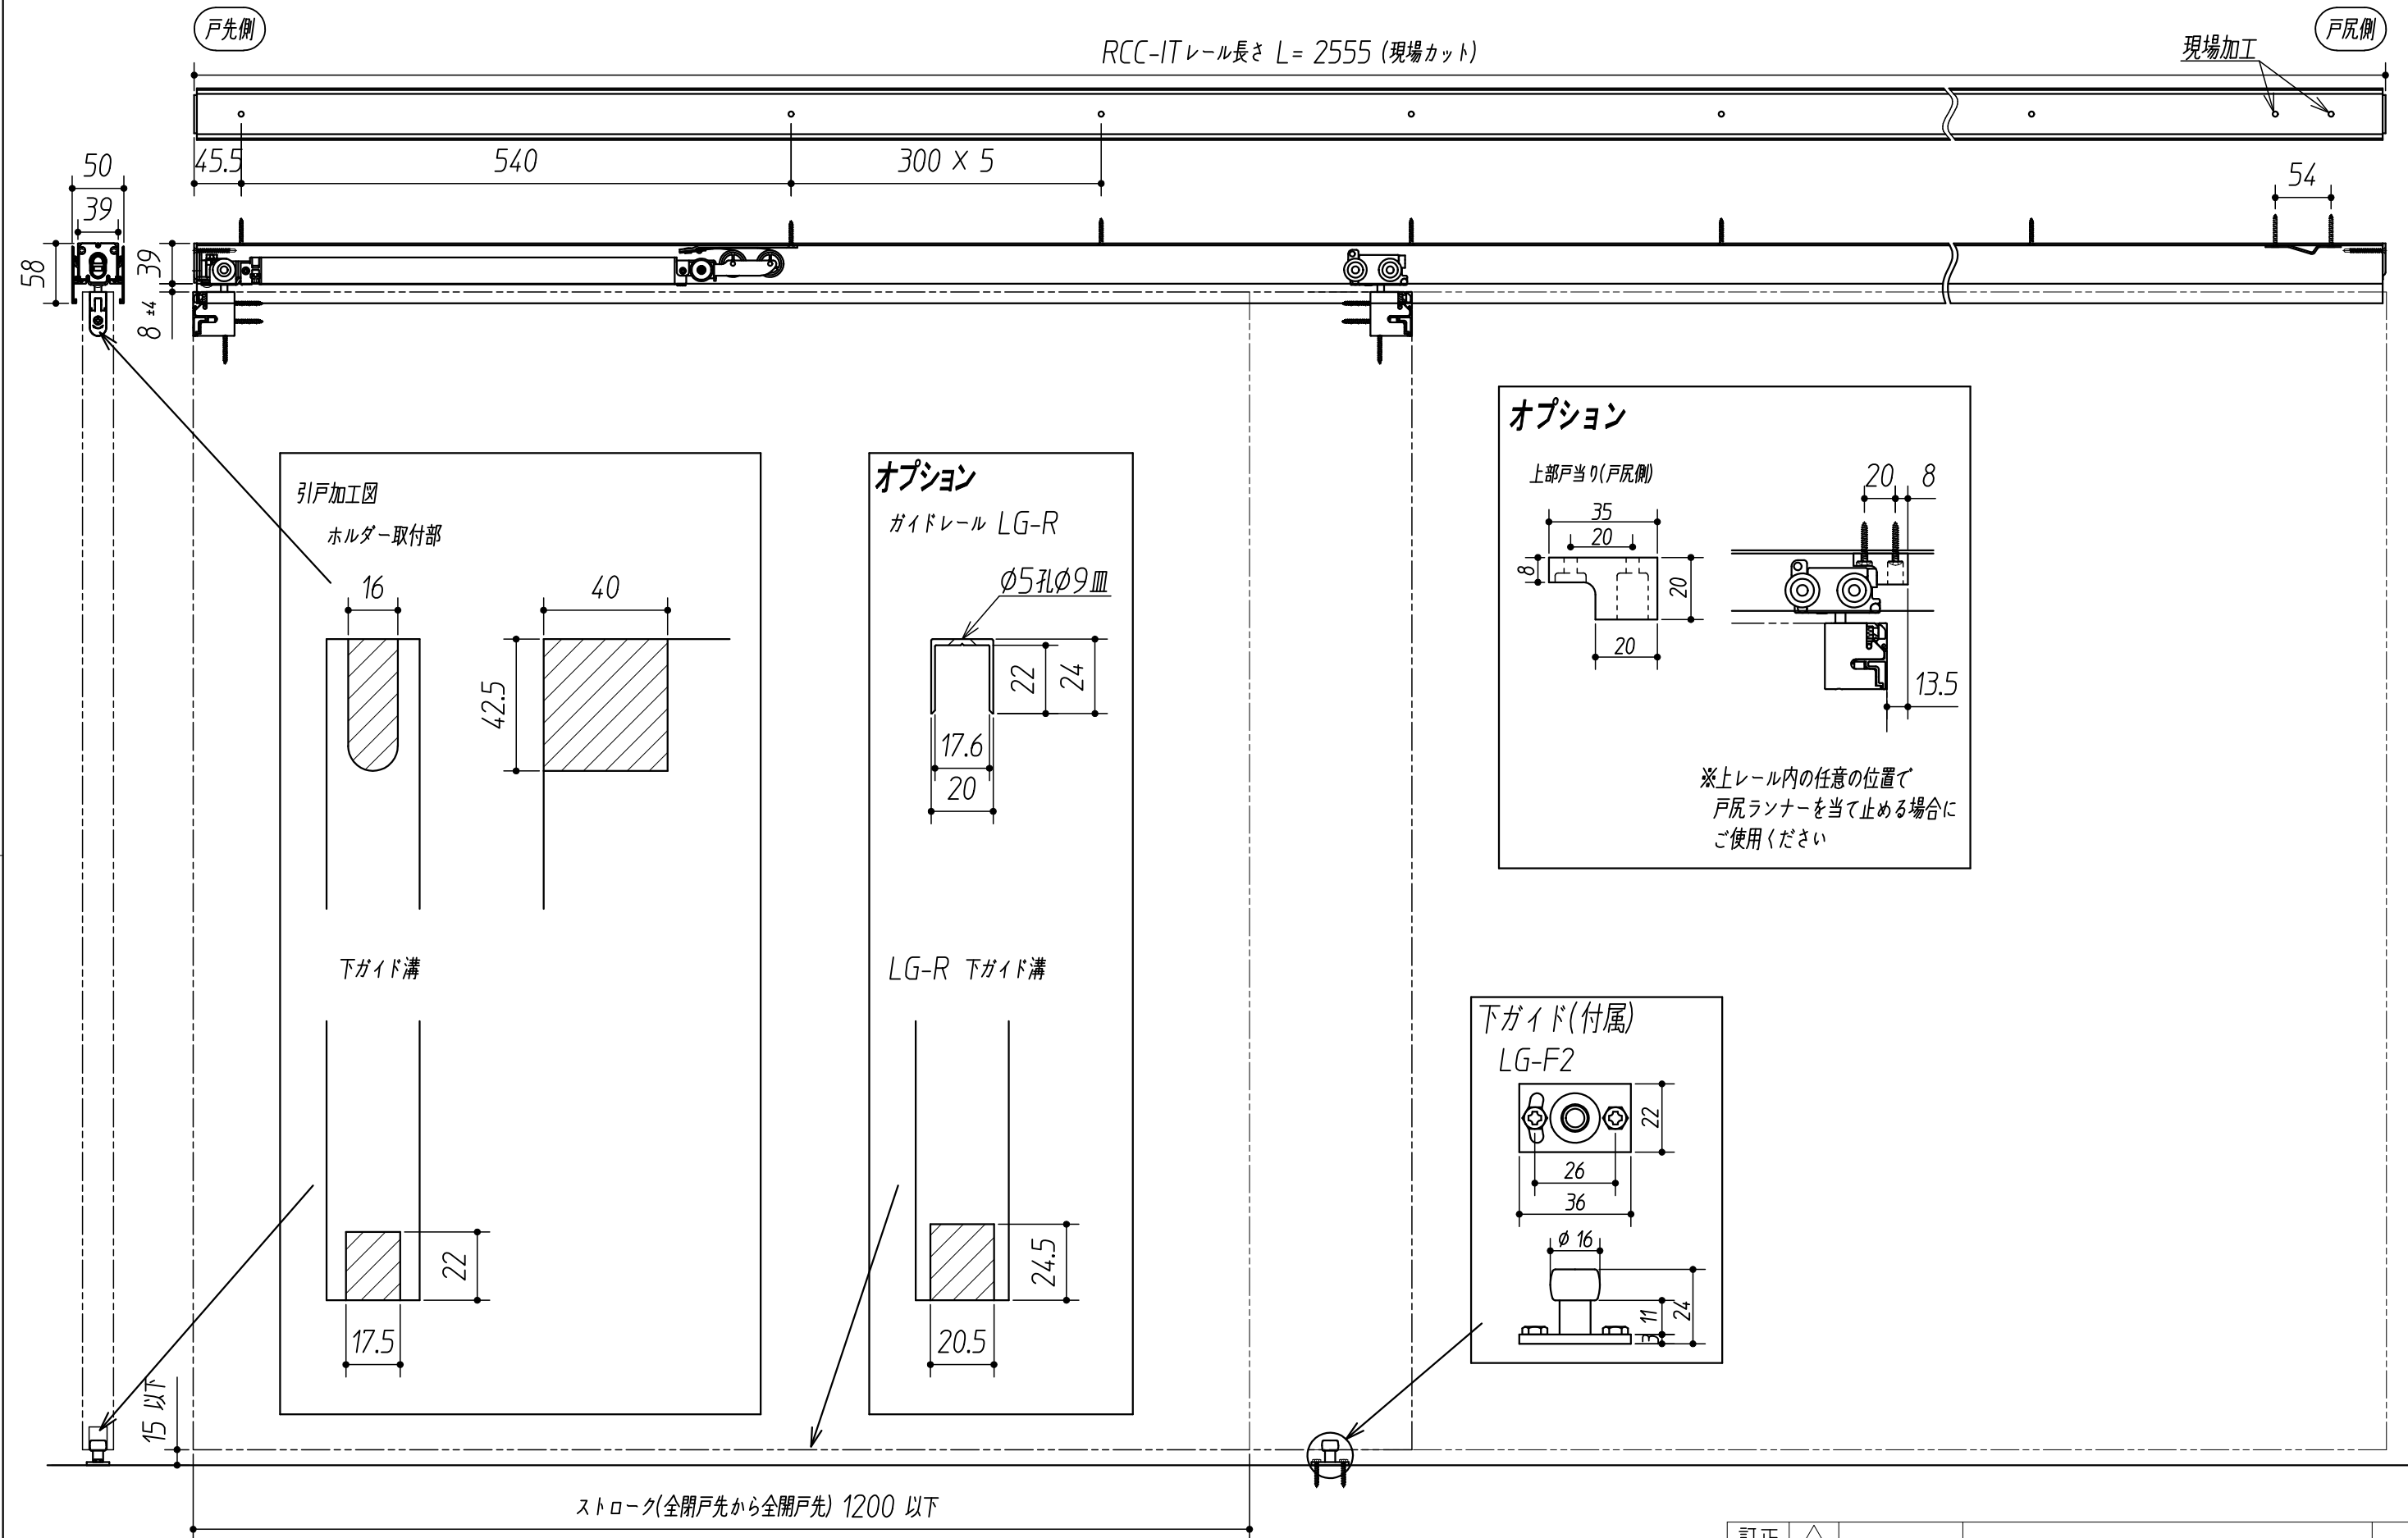 戸先側
RCC-ITレール長さ L= 2555 (現場カット)
現場加工
戸尻側
45.5
540
300 X 5
54
50
39
58
39
8 ±4
引戸加工図
ホルダー取付部
16
40
42.5
下ガイド溝
22
17.5
オプション
ガイドレール LG-R
φ5孔φ9皿
22
24
17.6
20
LG-R 下ガイド溝
24.5
20.5
オプション
上部戸当り(戸尻側)
35
20
8
20
20
20
8
13.5
※上レール内の任意の位置で
戸尻ランナーを当て止める場合に
ご使用ください
下ガイド(付属)
LG-F2
22
26
36
φ16
11
24
3
15 以下
ストローク(全閉戸先から全開戸先) 1200 以下
訂正